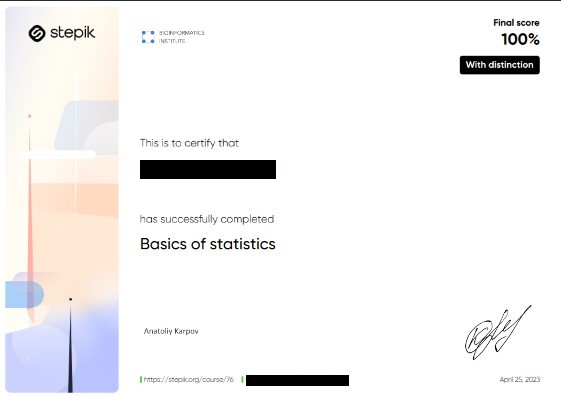 stepik
BIOINFORMATICS
INSTITUTE
Final score
100%
With distinction
This is to certify that
has successfully completed
Basics of statistics
Anatoliy Karpov
https://stepik.org/course/76
April 25, 2023